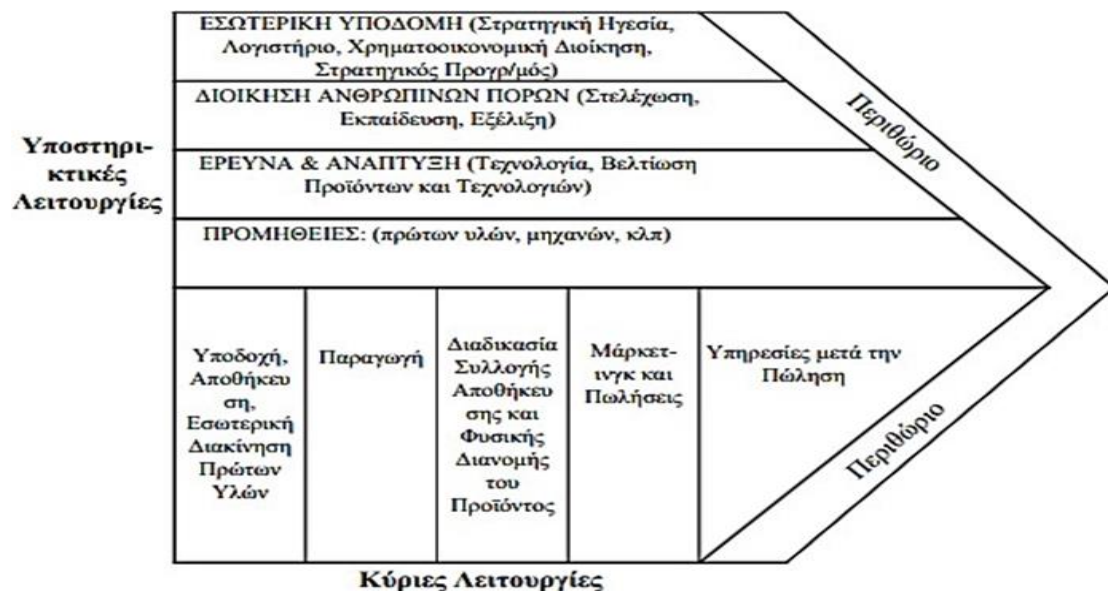 ΕΣΩΤΕΡΙΚΗ ΥΠΟΔΟΜΗ (Στρατηγική Ηγεσία,
Λογιστήριο, Χρηματοοικονομική Διοίκηση,
Στρατηγικός Προγρ/μός)
ΔΙΟΙΚΗΣΗ ΑΝΘΡΩΠΙΝΩΝ ΠΟΡΩΝ (Στελέχωση,
Εκπαίδευση, Εξέλιξη)
Υποστηρι-
κτικές
Λειτουργίες
ΕΡΕΥΝΑ & ΑΝΑΠΤΥΞΗ (Τεχνολογία, Βελτίωση
Προϊόντων και Τεχνολογιών)
ΠΡΟΜΗΘΕΙΕΣ: (πρώτων υλών, μηχανών, κλπ)
Περιθώριο
Υποδοχή,
Αποθήκευ
ση,
Εσωτερική
Διακίνηση
Πρώτων
Υλών
Παραγωγή
Διαδικασία
Συλλογής
Αποθήκευ
σης και
Φυσικής
Διανομής
του
Προϊόντος
Μάρκετ-
ινγκ και
Πωλήσεις
Υπηρεσίες μετά την
Πώληση
Περιθώριο
Κύριες Λειτουργίες